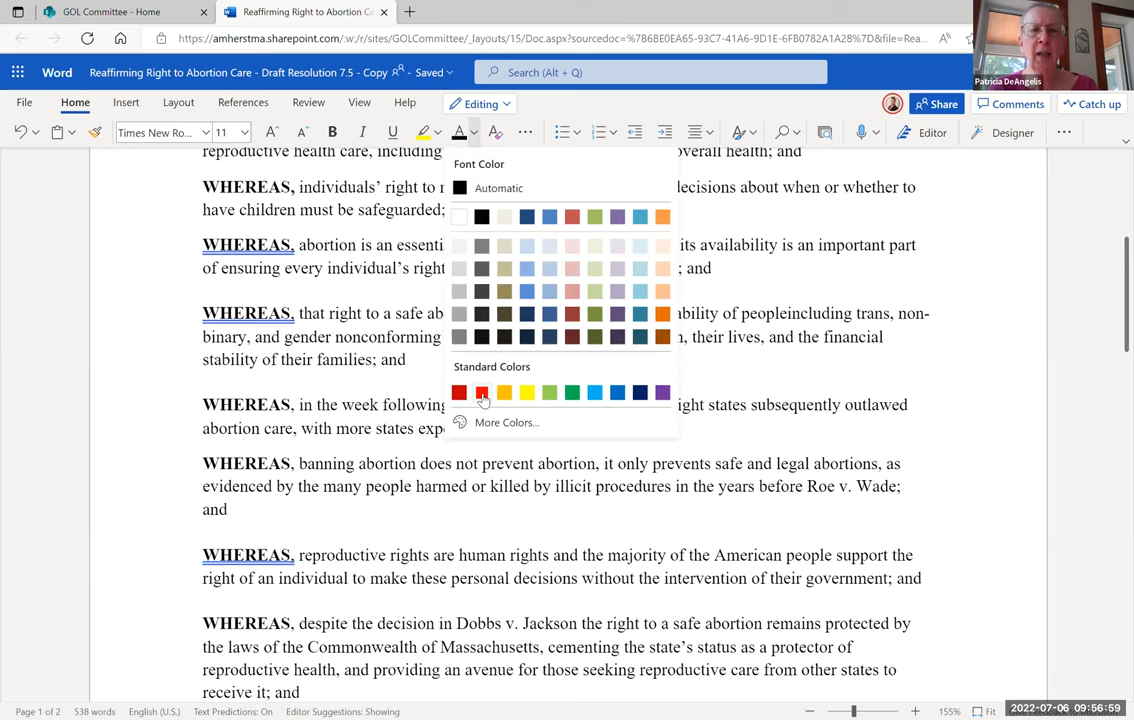 GOL Committee - Home
Reaffirming Right to Abortion Ca
https://amherstma.sharepoint.com/:w:/r/sites/GOLCommittee/_layouts/15/Doc.aspx?sourcedoc=%7B6BE0EA65-93C7-41A6-9D1E-6FB0782A1A28%7D&file=Rea...
Patricia DeAngelis
Word Reaffirming Right to Abortion Care - Draft Resolution 7.5 - Copy - Saved Search (Alt + Q)
File Home Insert Layout References Review View Help Editing Share Comments Catch up
Times New Ro... 11 B I U A Editor Designer
reproductive health care, including overall health; and
Font Color
Automatic
WHEREAS, individuals' right to decisions about when or whether to
have children must be safeguarded;
WHEREAS, abortion is an essenti its availability is an important part
of ensuring every individual's right ; and
WHEREAS, that right to a safe ab ability of peopleincluding trans, non-
binary, and gender nonconforming , their lives, and the financial
stability of their families; and
Standard Colors
WHEREAS, in the week following ight states subsequently outlawed
abortion care, with more states exp
More Colors...
WHEREAS, banning abortion does not prevent abortion, it only prevents safe and legal abortions, as
evidenced by the many people harmed or killed by illicit procedures in the years before Roe v. Wade;
and
WHEREAS, reproductive rights are human rights and the majority of the American people support the
right of an individual to make these personal decisions without the intervention of their government; and
WHEREAS, despite the decision in Dobbs v. Jackson the right to a safe abortion remains protected by
the laws of the Commonwealth of Massachusetts, cementing the state's status as a protector of
reproductive health, and providing an avenue for those seeking reproductive care from other states to
receive it; and
Page 1 of 2 538 words English (U.S.) Text Predictions: On Editor Suggestions: Showing 155% Fit
2022-07-06 09:56:59